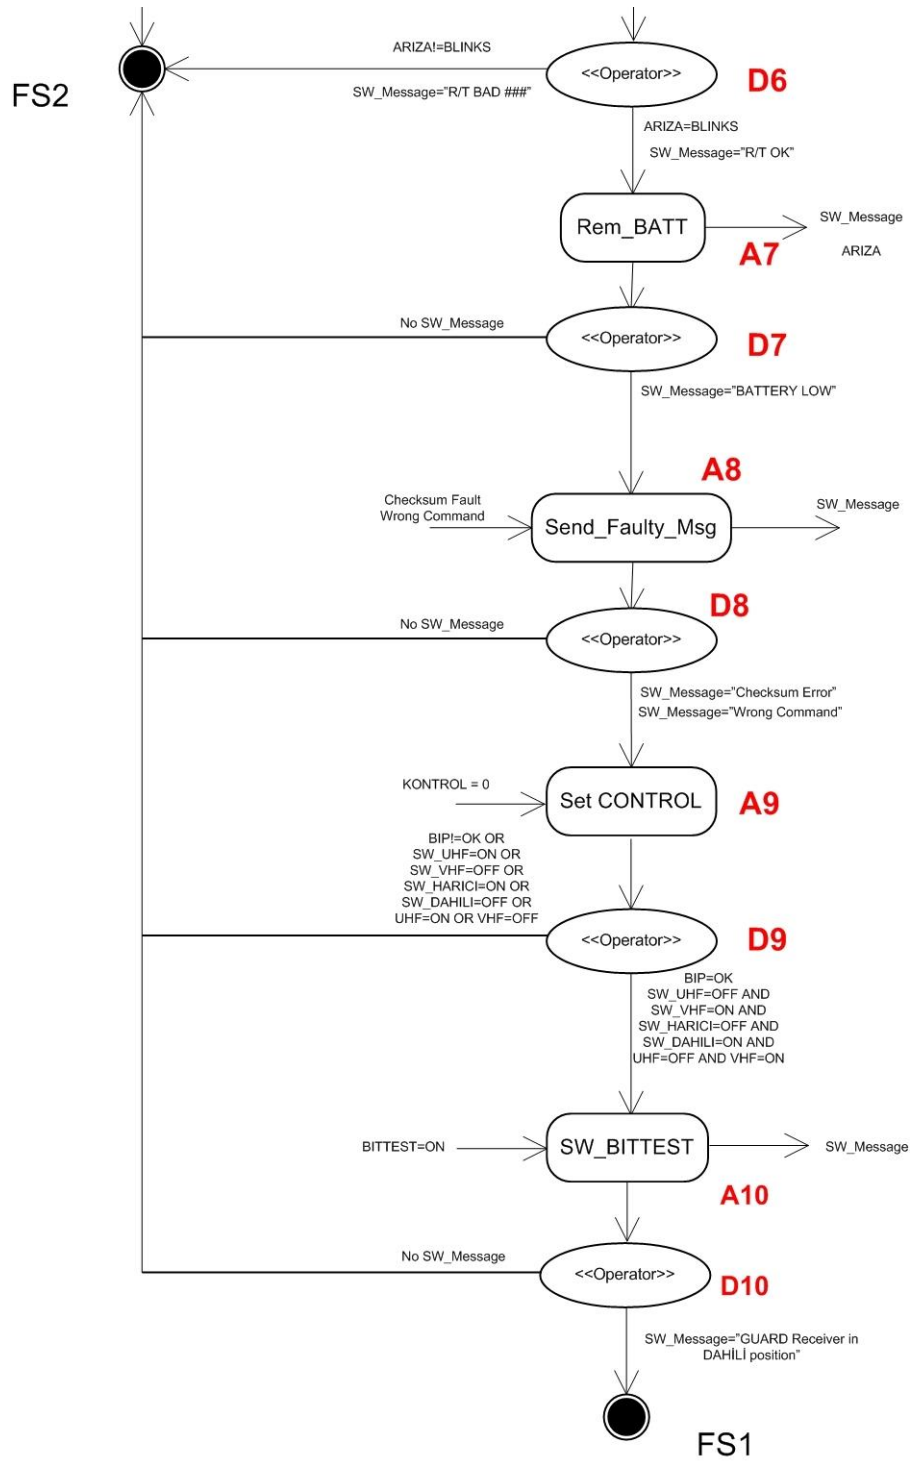 ARIZA!=BLINKS
<<Operator>>
D6
FS2
SW_Message="R/T BAD ###"
ARIZA=BLINKS
SW_Message="R/T OK"
Rem_BATT
SW_Message
A7
ARIZA
No SW_Message
<<Operator>>
D7
SW_Message="BATTERY LOW"
A8
Checksum Fault
Wrong Command
Send_Faulty_Msg
SW_Message
D8
No SW_Message
<<Operator>>
SW_Message="Checksum Error"
SW_Message="Wrong Command"
KONTROL = 0
Set CONTROL
A9
BIP!=OK OR
SW_UHF=ON OR
SW_VHF=OFF OR
SW_HARICI=ON OR
SW_DAHILI=OFF OR
UHF=ON OR VHF=OFF
<<Operator>>
D9
BIP=OK
SW_UHF=OFF AND
SW_VHF=ON AND
SW_HARICI=OFF AND
SW_DAHILI=ON AND
UHF=OFF AND VHF=ON
BITTEST=ON
SW_BITTEST
SW_Message
A10
No SW_Message
<<Operator>>
D10
SW_Message="GUARD Receiver in
DAHİLİ position"
FS1